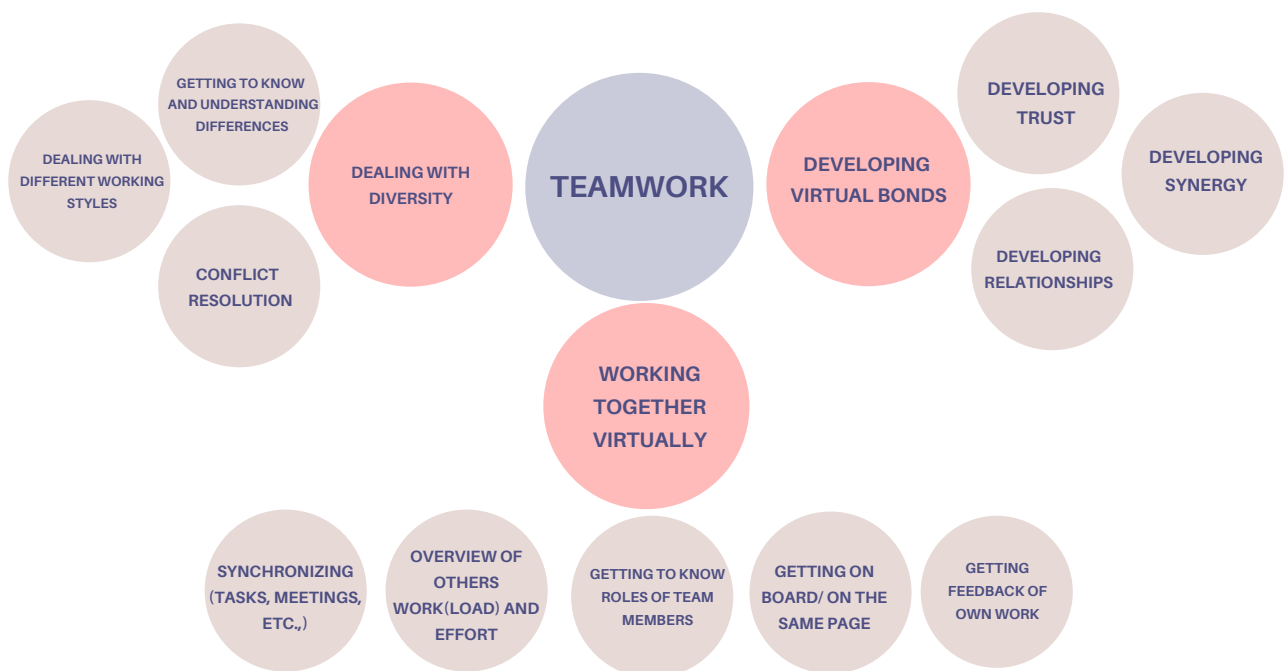 GETTING TO KNOW
AND UNDERSTANDING
DIFFERENCES
DEALING WITH
DIFFERENT WORKING
STYLES
CONFLICT
RESOLUTION
DEALING WITH
DIVERSITY
TEAMWORK
DEVELOPING
VIRTUAL BONDS
DEVELOPING
TRUST
DEVELOPING
SYNERGY
DEVELOPING
RELATIONSHIPS
WORKING
TOGETHER
VIRTUALLY
SYNCHRONIZING
(TASKS, MEETINGS,
ETC.,)
OVERVIEW OF
OTHERS
WORK(LOAD) AND
EFFORT
GETTING TO KNOW
ROLES OF TEAM
MEMBERS
GETTING ON
BOARD/ ON THE
SAME PAGE
GETTING
FEEDBACK OF
OWN WORK